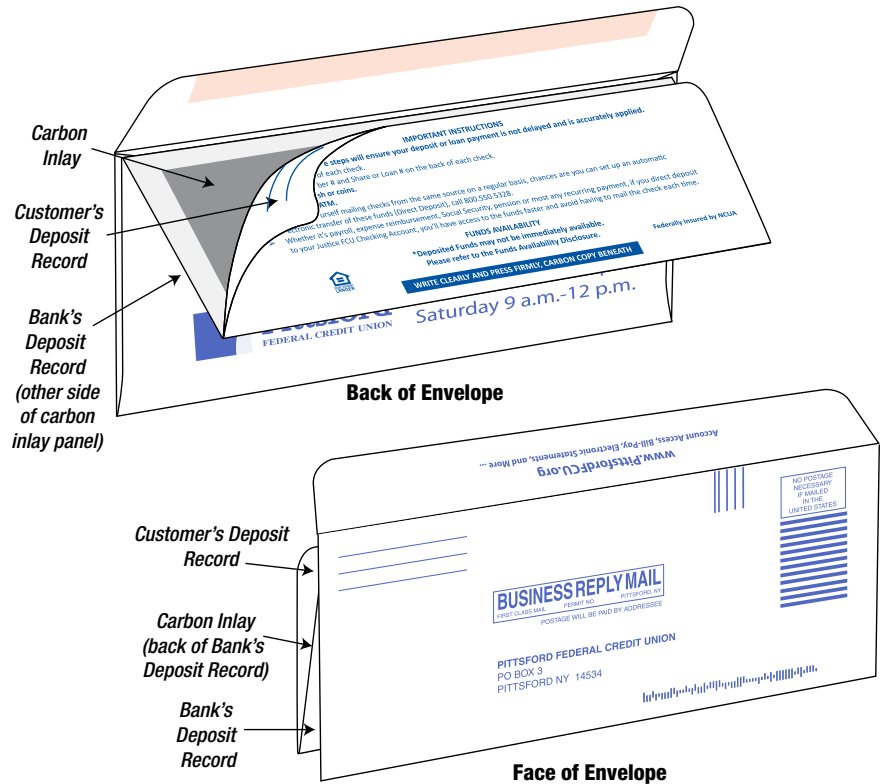 Carbon
Inlay
Customer's
Deposit
Record
Bank's
Deposit
Record
(other side
of carbon
inlay panel)
IMPORTANT INSTRUCTIONS
e steps will ensure your deposit or loan payment is not delayed and is accurately applied.
of each check.
ber # and Share or Loan # on the back of each check.
sh or coins.
ATM.
urself mailing checks from the same source on a regular basis, chances are you can set up an automatic
ectronic transfer of these funds (Direct Deposit), call 800.550.5328.
Whether it's payroll, expense reimbursement, Social Security, pension or most any recurring payment, if you direct deposit
to your Justice FCU Checking Account, you'll have access to the funds faster and avoid having to mail the check each time.
FUNDS AVAILABILITY
*Deposited Funds may not be immediately available.
Please refer to the Funds Availability Disclosure.
Federally Insured by NCUA
LENDER
WRITE CLEARLY AND PRESS FIRMLY, CARBON COPY BENEATH
FEDERAL CREDIT UNION
Saturday 9 a.m.-12 p.m.
Back of Envelope
www.PittsfordFCU.org
Account Access, Bill-Pay, Electronic Statements, and More ...
NO POSTAGE
NECESSARY
IF MAILED
IN THE
UNITED STATES
Customer's Deposit
Record
BUSINESS REPLY MAIL
FIRST CLASS MAIL PERMIT NO. PITTSFORD, NY
POSTAGE WILL BE PAID BY ADDRESSEE
Carbon Inlay
(back of Bank's
Deposit Record)
PITTSFORD FEDERAL CREDIT UNION
PO BOX 3
PITTSFORD NY 14534
Bank's
Deposit
Record
Face of Envelope